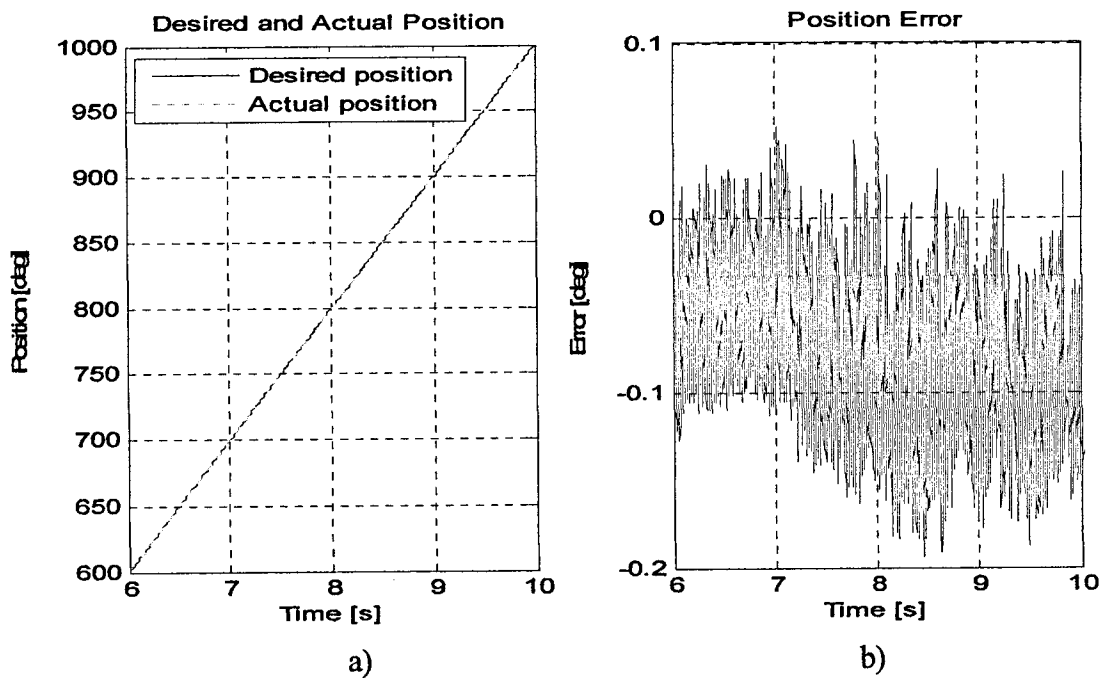 Desired and Actual Position
1000
950
900
850
800
750
700
650
600
Position [deg]
Desired position
Actual position
6
7
8
9
10
Time [s]
a)
Position Error
0.1
0
-0.1
-0.2
Error [deg]
6
7
8
9
10
Time [s]
b)